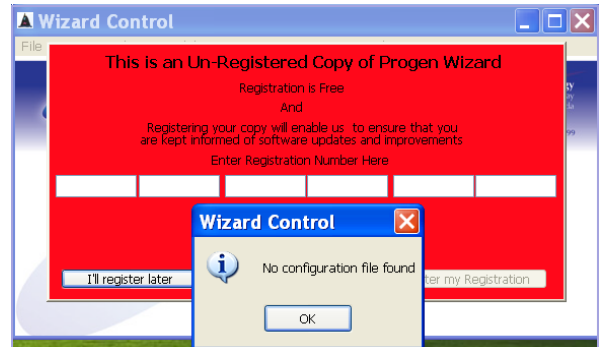 Wizard Control
File
This is an Un-Registered Copy of Progen Wizard
Registration is Free
And
Registering your copy will enable us to ensure that you
are kept informed of software updates and improvements
Enter Registration Number Here
Wizard Control
No configuration file found
OK
I'll register later
my Registration